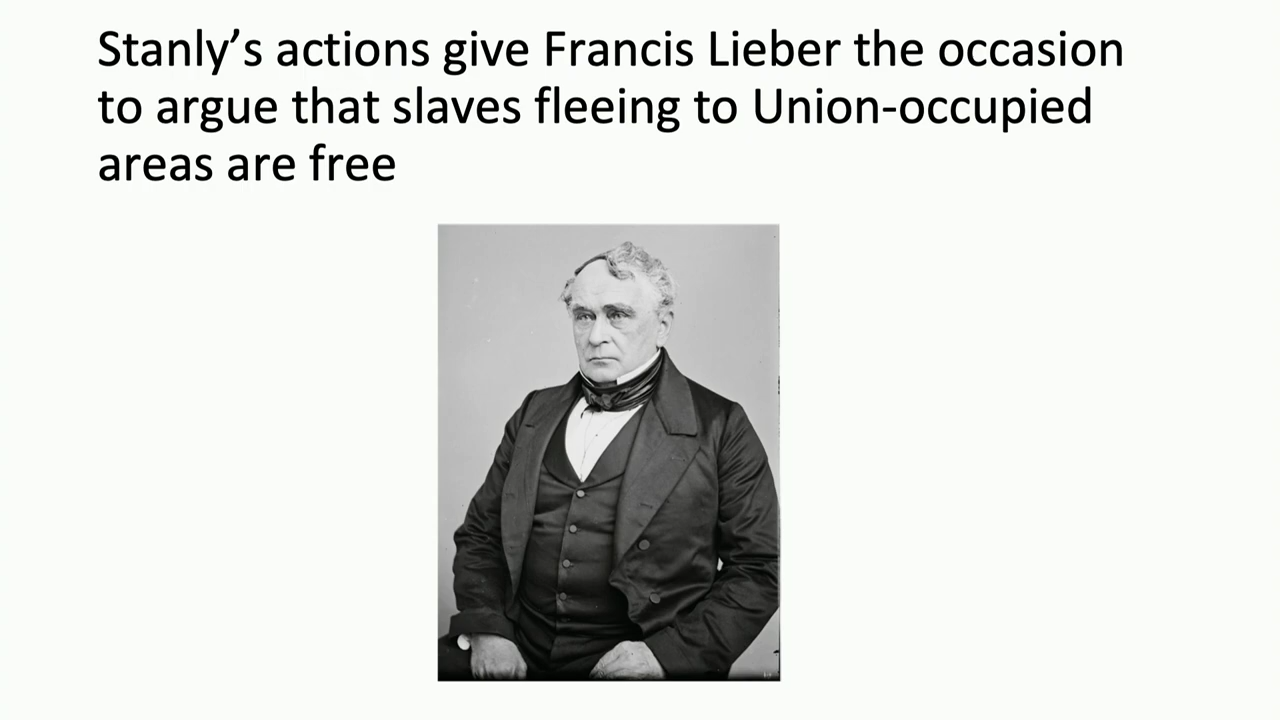 Stanly’s actions give Francis Lieber the occasion
to argue that slaves fleeing to Union-occupied
areas are free